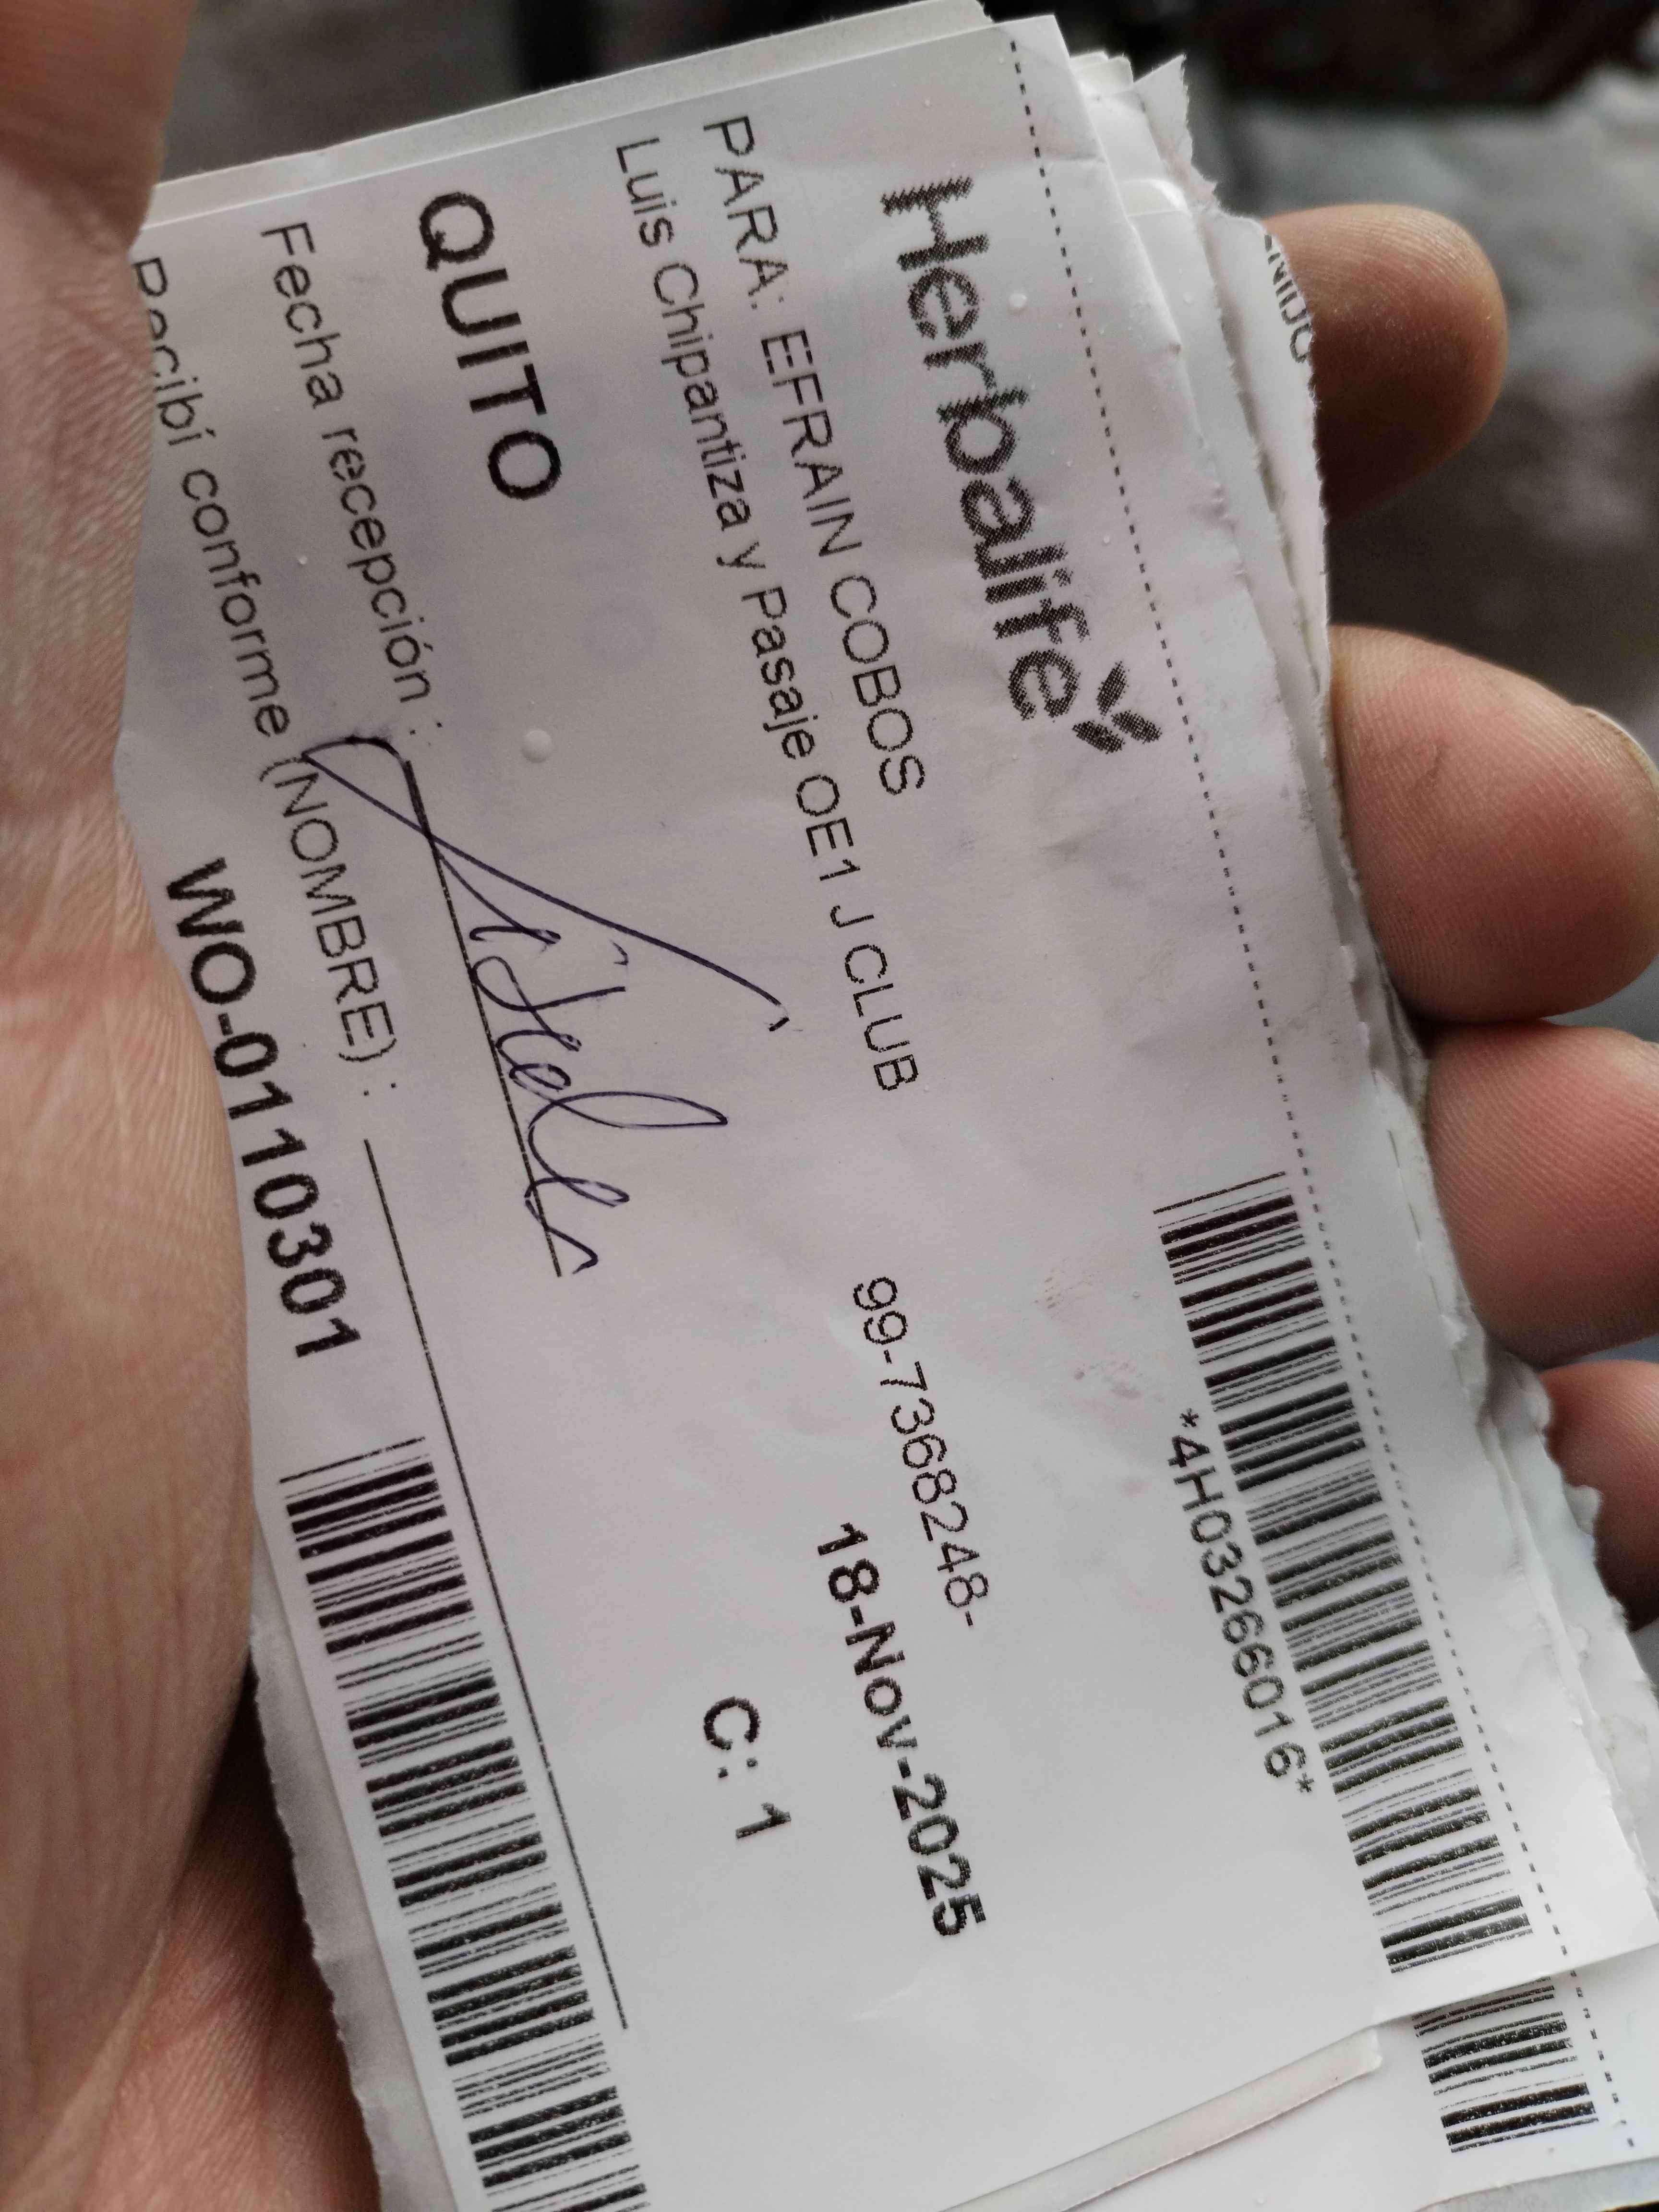 *4H03266016*
Herbalife
PARA: EFRAIN COBOS 99-7368248-
Luis Chipantiza y Pasaje OE1 J CLUB 18-Nov-2025
QUITO C: 1
Fecha recepción :
Recibí conforme (NOMBRE) :
WO-0110301